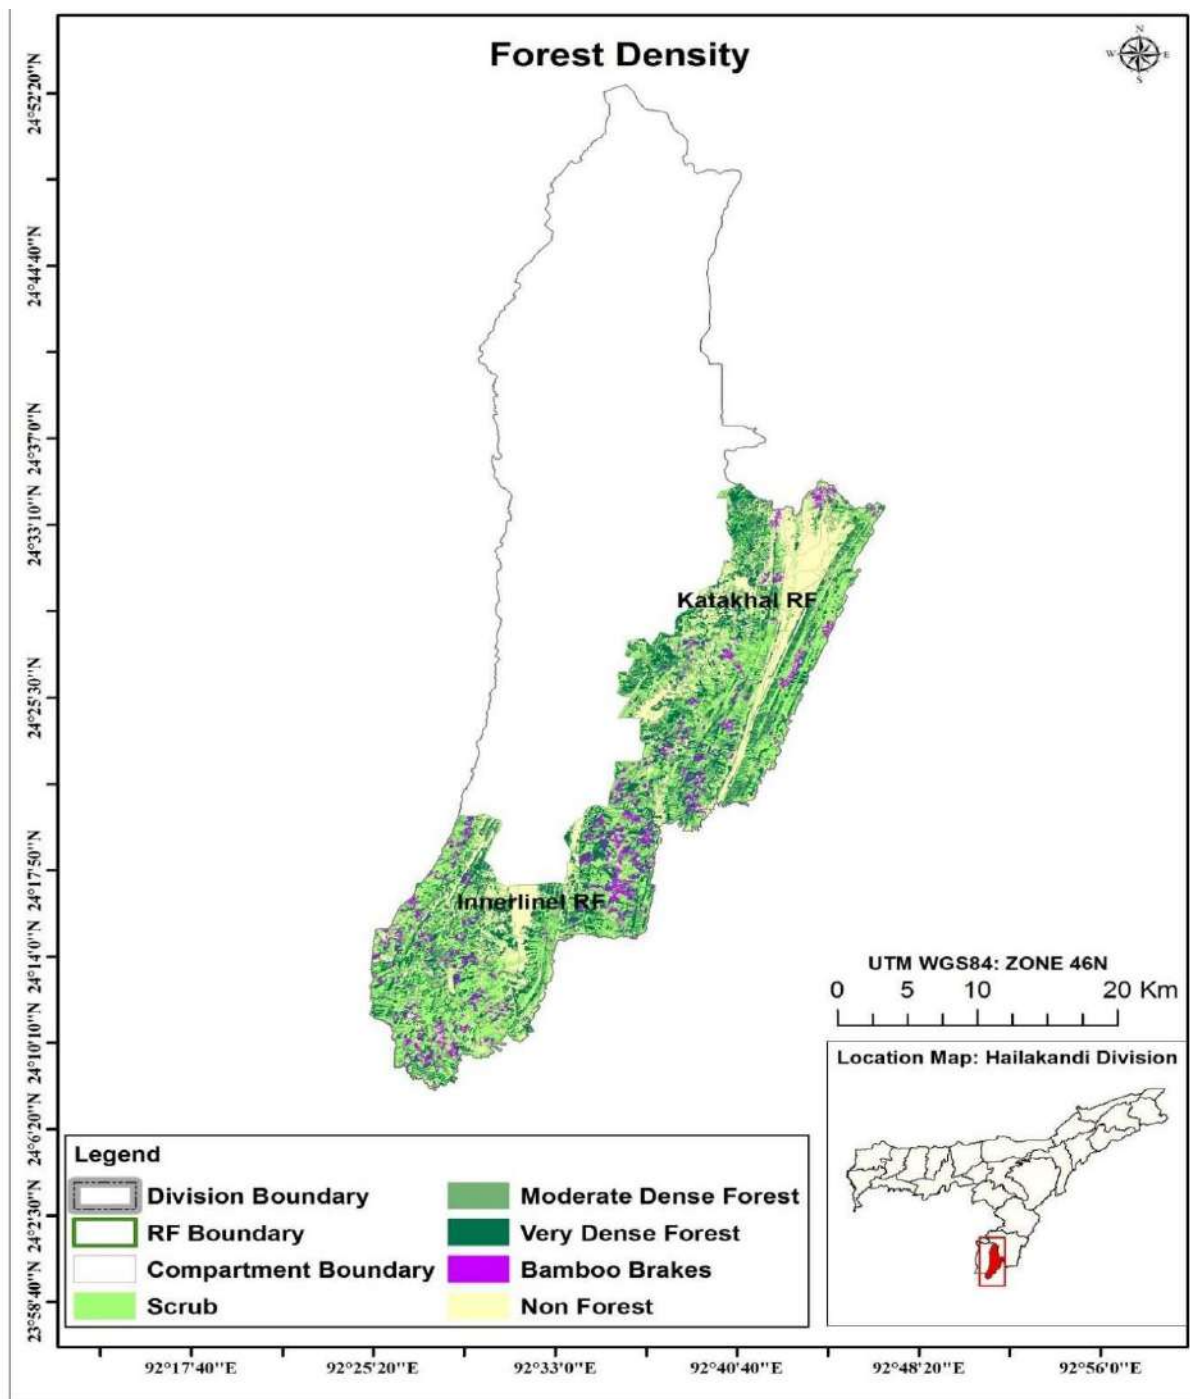 Forest Density
N
W E
S
24°52'20"N
24°44'40"N
24°37'0"N
24°33'10"N
24°25'30"N
24°17'50"N
24°14'0"N
24°10'10"N
24°6'20"N
24°2'30"N
23°58'40"N
Katakhal RF
Innerlinel RF
UTM WGS84: ZONE 46N
0 5 10 20 Km
Location Map: Hailakandi Division
Legend
Division Boundary
RF Boundary
Compartment Boundary
Scrub
Moderate Dense Forest
Very Dense Forest
Bamboo Brakes
Non Forest
92°17'40"E 92°25'20"E 92°33'0"E 92°40'40"E 92°48'20"E 92°56'0"E